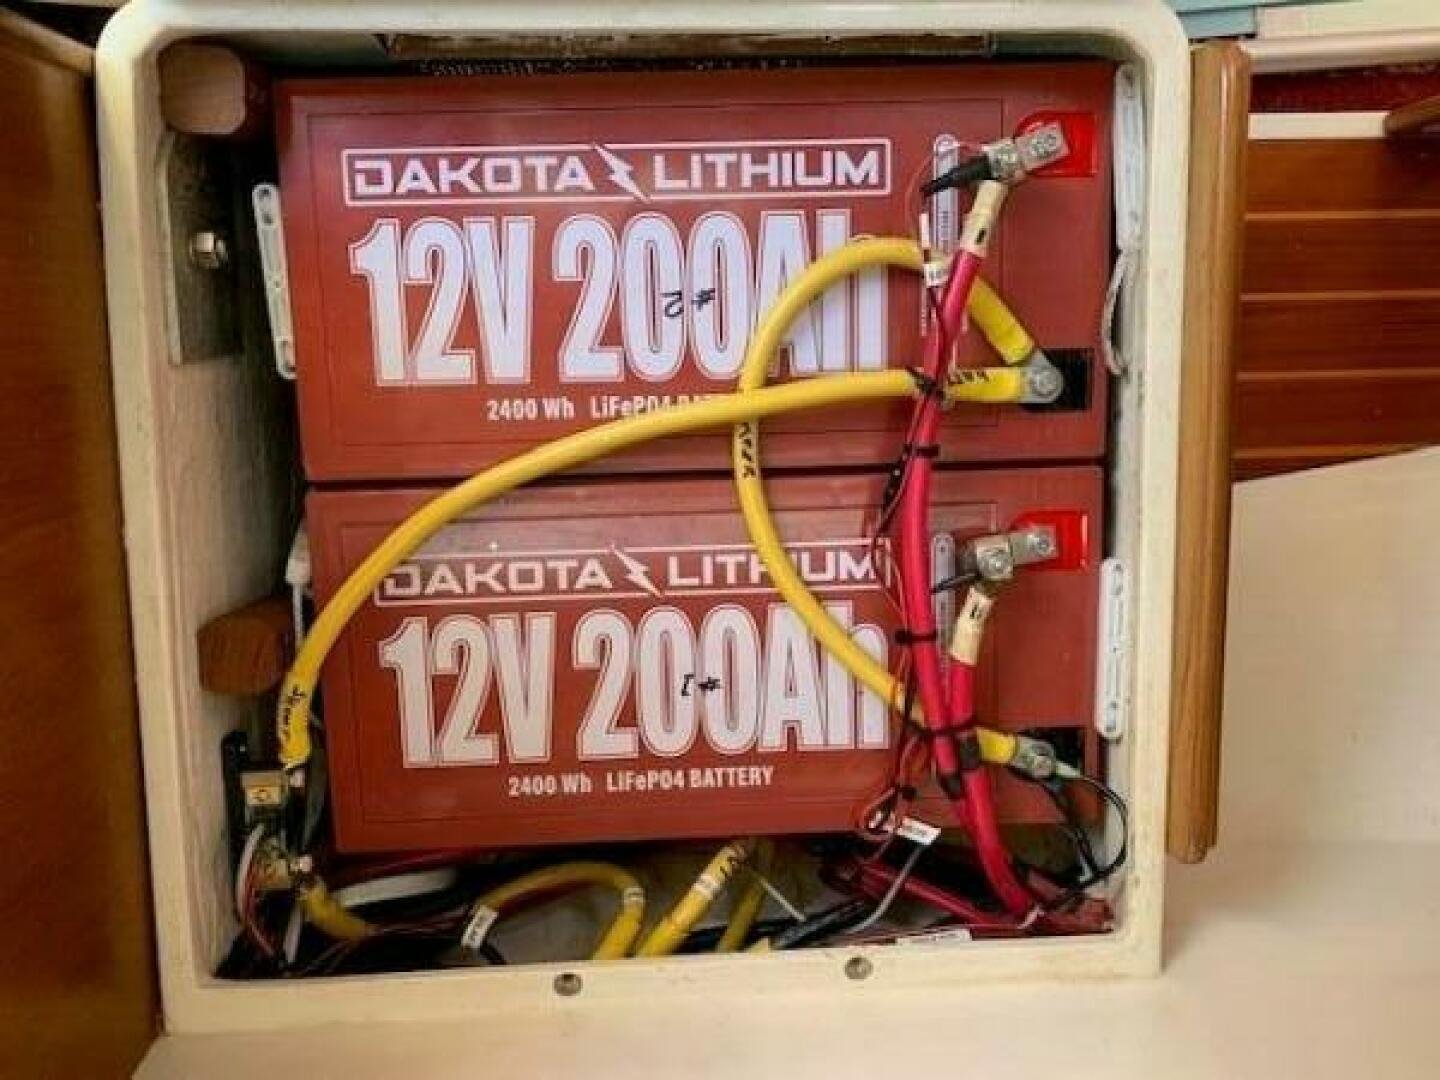 DAKOTA LITHIUM
12V 200Ah
#2
2400 Wh LiFePO4
DAKOTA LITHIUM
12V 200Ah
#1
2400 Wh LiFePO4 BATTERY